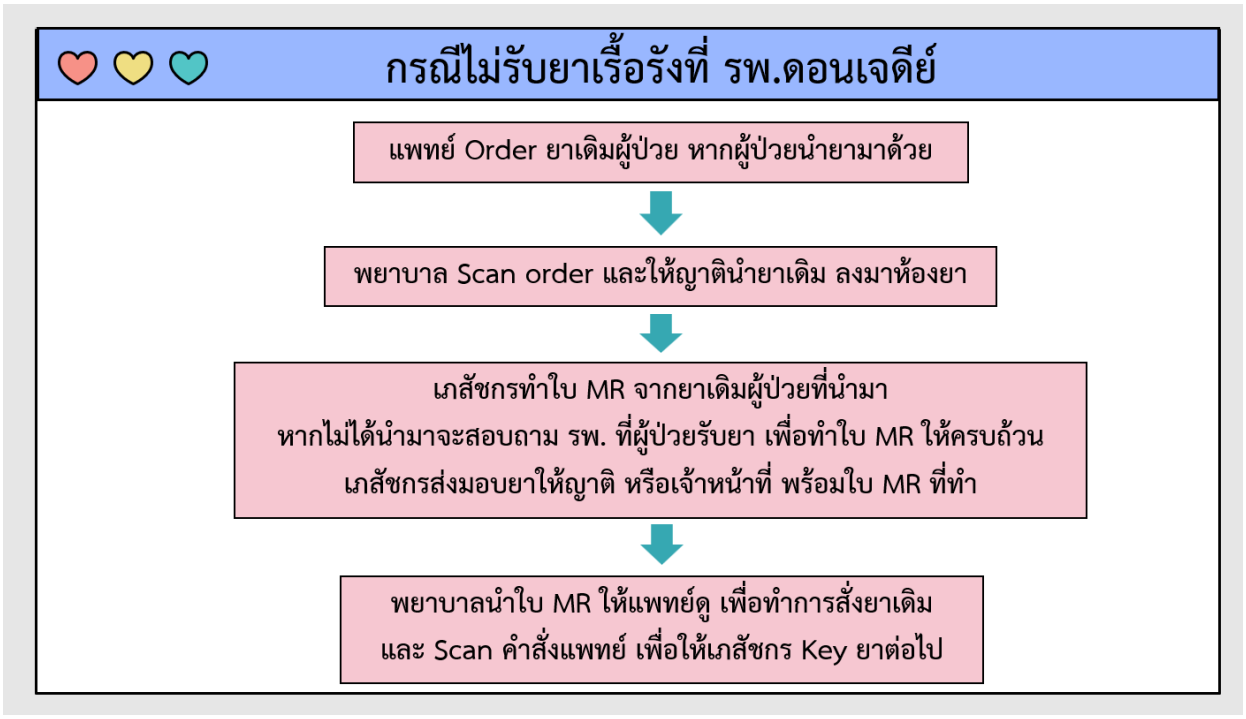 กรณีไม่รับยาเรื้อรังที่ รพ.ดอนเจดีย์
แพทย์ Order ยาเดิมผู้ป่วย หากผู้ป่วยนำยามาด้วย
พยาบาล Scan order และให้ญาตินำยาเดิม ลงมาห้องยา
เภสัชกรทำใบ MR จากยาเดิมผู้ป่วยที่นำมา
หากไม่ได้นำมาจะสอบถาม รพ. ที่ผู้ป่วยรับยา เพื่อทำใบ MR ให้ครบถ้วน
เภสัชกรส่งมอบยาให้ญาติ หรือเจ้าหน้าที่ พร้อมใบ MR ที่ทำ
พยาบาลนำใบ MR ให้แพทย์ดู เพื่อทำการสั่งยาเดิม
และ Scan คำสั่งแพทย์ เพื่อให้เภสัชกร Key ยาต่อไป